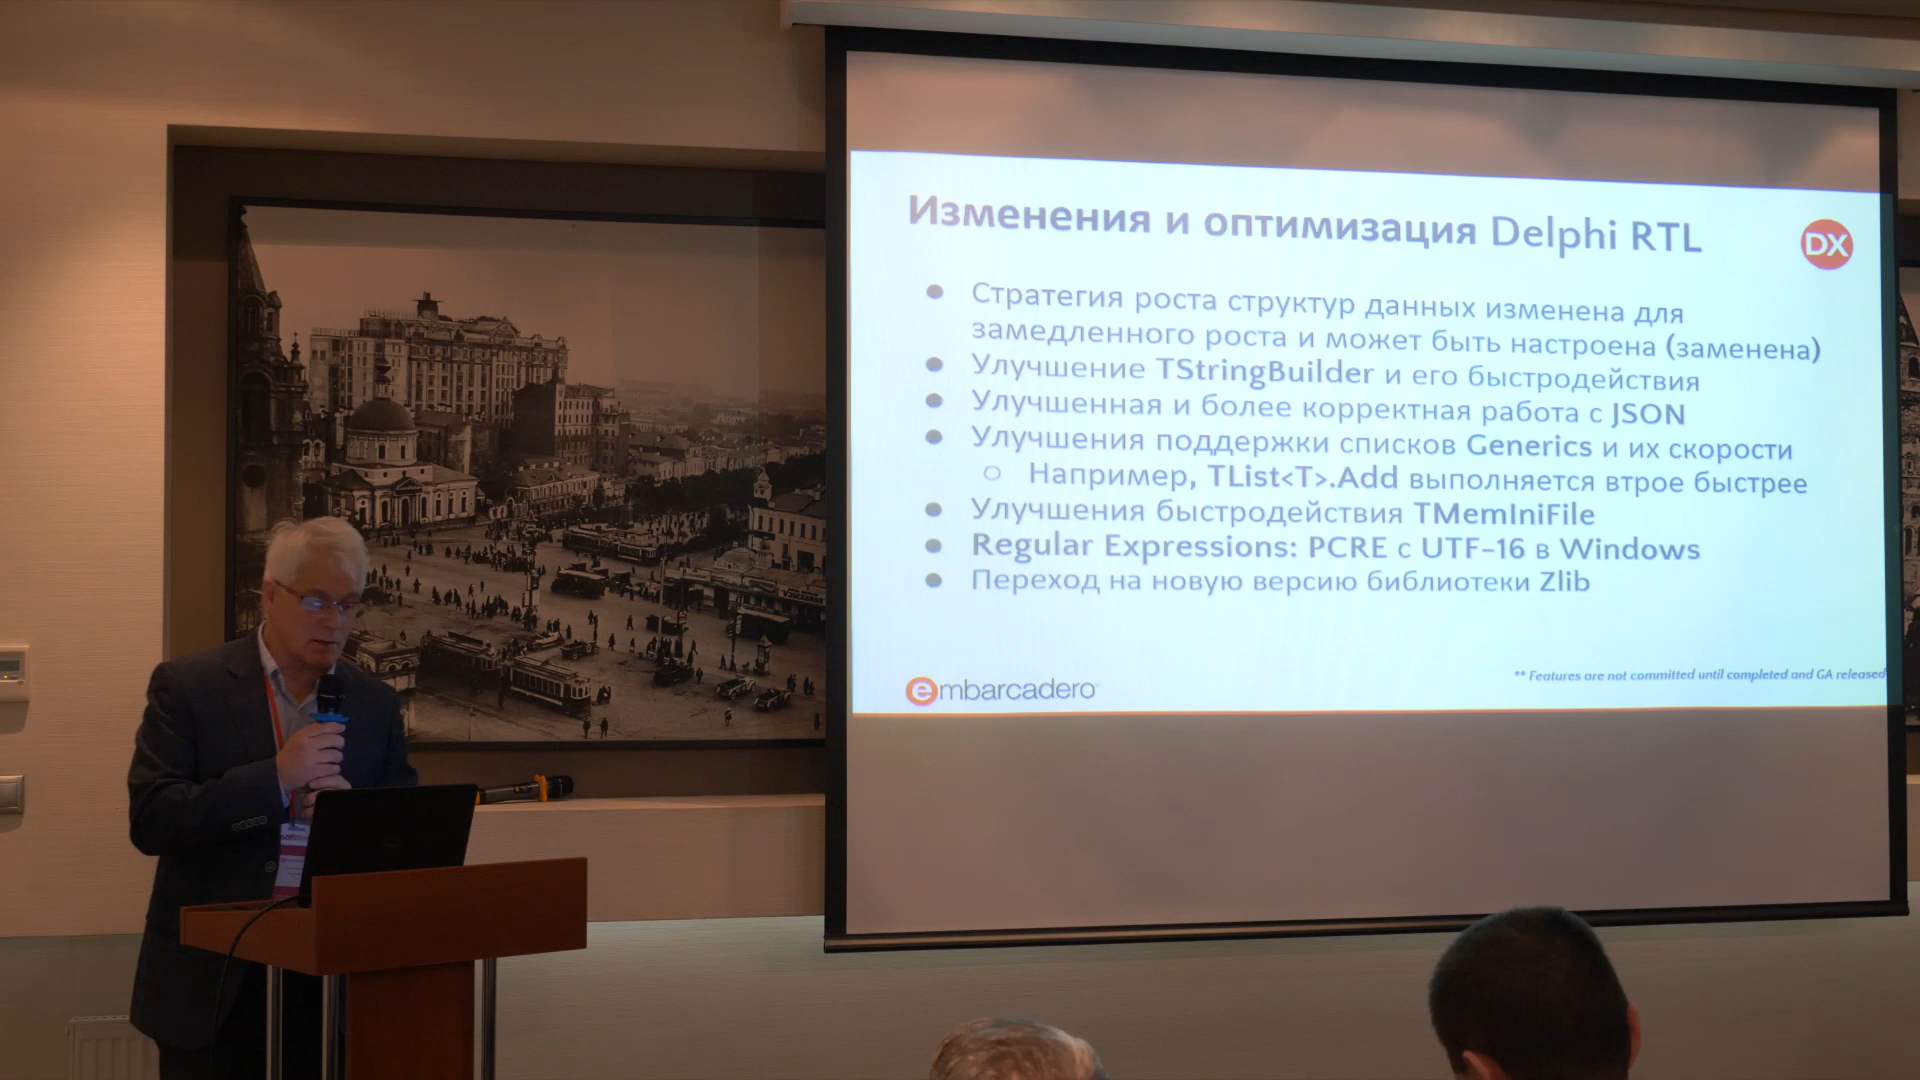 Изменения и оптимизация Delphi RTL
DX
● Стратегия роста структур данных изменена для
замедленного роста и может быть настроена (заменена)
● Улучшение TStringBuilder и его быстродействия
● Улучшенная и более корректная работа с JSON
● Улучшения поддержки списков Generics и их скорости
○ Например, TList<T>.Add выполняется втрое быстрее
● Улучшения быстродействия TMemIniFile
● Regular Expressions: PCRE с UTF-16 в Windows
● Переход на новую версию библиотеки Zlib
** Features are not committed until completed and GA released
embarcadero